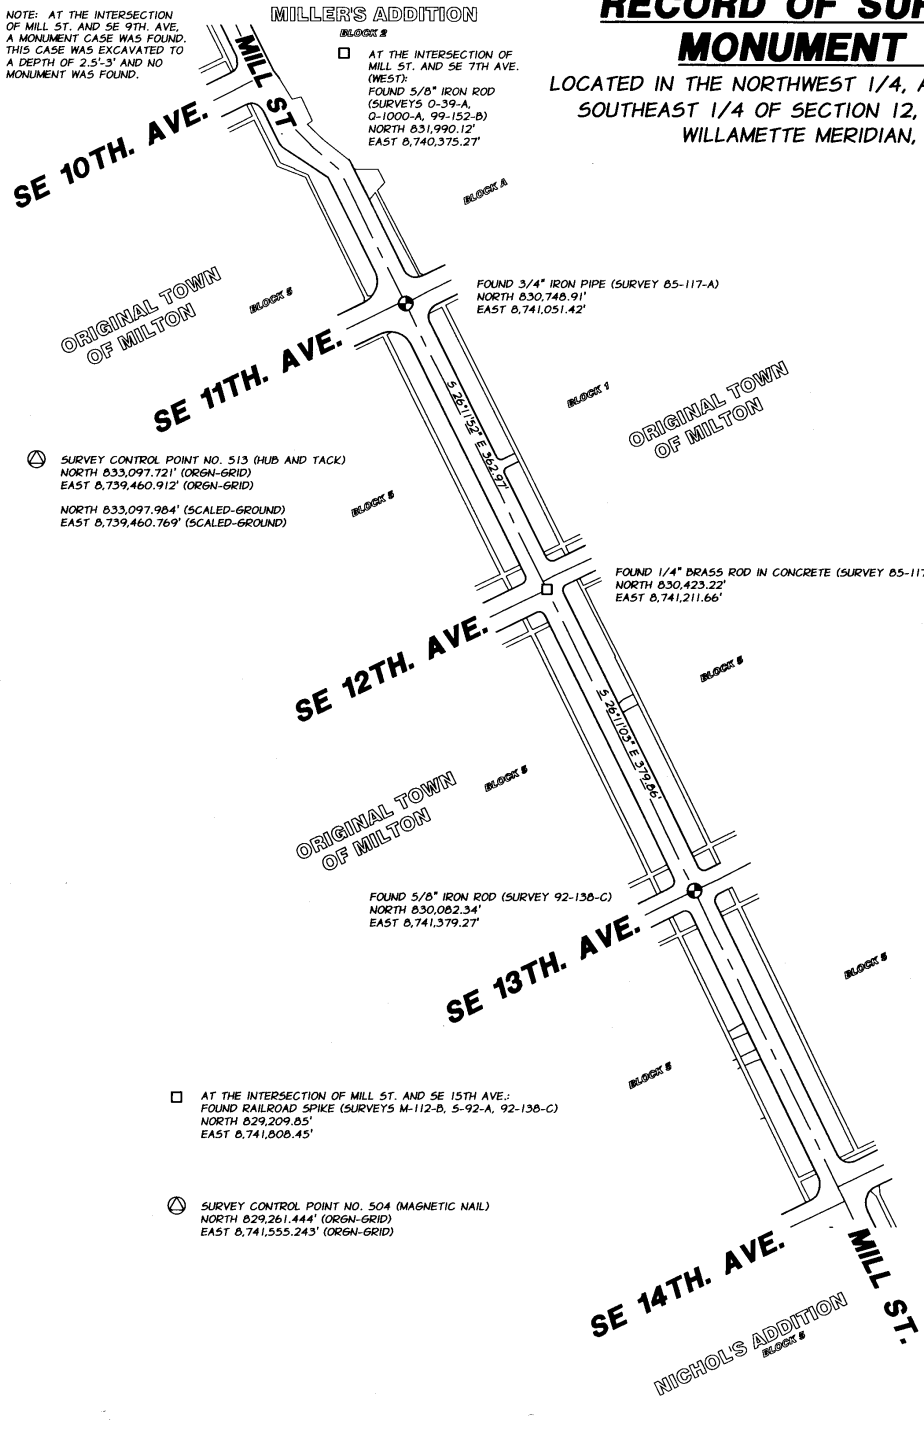 NOTE: AT THE INTERSECTION
OF MILL ST. AND SE 9TH. AVE,
A MONUMENT CASE WAS FOUND.
THIS CASE WAS EXCAVATED TO
A DEPTH OF 2.5'-3' AND NO
MONUMENT WAS FOUND.
MILLER'S ADDITION
BLOCK 2
AT THE INTERSECTION OF
MILL ST. AND SE 7TH AVE.
(WEST):
FOUND 5/8" IRON ROD
(SURVEYS O-39-A,
Q-1000-A, 99-152-B)
NORTH 831,990.12'
EAST 8,740,375.27'
RECORD OF SUR
MONUMENT
LOCATED IN THE NORTHWEST 1/4, A
SOUTHEAST 1/4 OF SECTION 12,
WILLAMETTE MERIDIAN,
MILL ST
SE 10TH. AVE.
BLOCK A
ORIGINAL TOWN
OF MILTON
BLOCK 5
FOUND 3/4" IRON PIPE (SURVEY 85-117-A)
NORTH 830,748.91'
EAST 8,741,051.42'
SE 11TH. AVE.
S 26°11'52" E 362.97'
BLOCK 1
ORIGINAL TOWN
OF MILTON
SURVEY CONTROL POINT NO. 513 (HUB AND TACK)
NORTH 833,097.721' (ORGN-GRID)
EAST 8,739,460.912' (ORGN-GRID)
NORTH 833,097.984' (SCALED-GROUND)
EAST 8,739,460.769' (SCALED-GROUND)
BLOCK 5
FOUND 1/4" BRASS ROD IN CONCRETE (SURVEY 85-117
NORTH 830,423.22'
EAST 8,741,211.66'
SE 12TH. AVE.
BLOCK 5
S 26°11'03" E 379.86'
ORIGINAL TOWN
OF MILTON
BLOCK 5
FOUND 5/8" IRON ROD (SURVEY 92-138-C)
NORTH 830,082.34'
EAST 8,741,379.27'
SE 13TH. AVE.
BLOCK 5
BLOCK 5
AT THE INTERSECTION OF MILL ST. AND SE 15TH AVE.:
FOUND RAILROAD SPIKE (SURVEYS M-112-B, S-92-A, 92-138-C)
NORTH 829,209.85'
EAST 8,741,808.45'
SURVEY CONTROL POINT NO. 504 (MAGNETIC NAIL)
NORTH 829,261.444' (ORGN-GRID)
EAST 8,741,555.243' (ORGN-GRID)
SE 14TH. AVE.
MILL ST.
NICHOL'S ADDITION
BLOCK 5